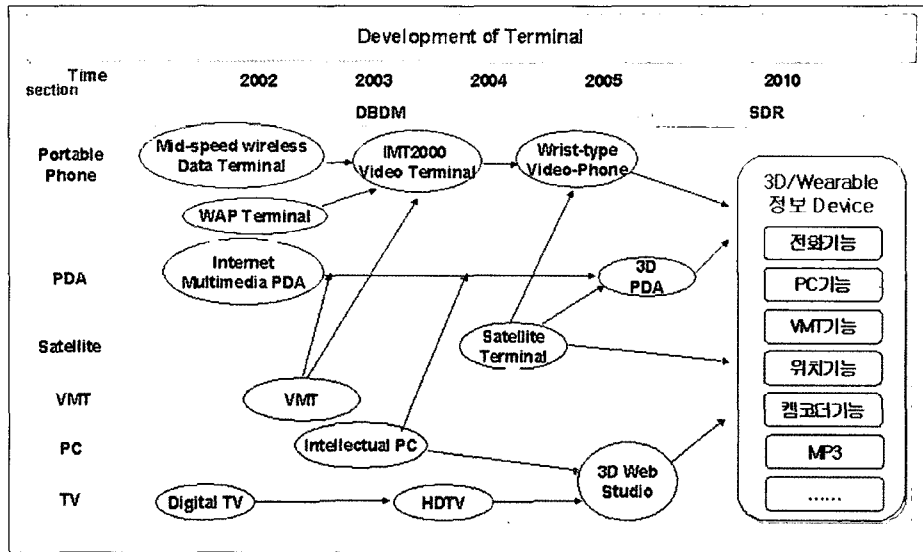 Development of Terminal
Time
section
2002 2003 2004 2005 2010
DBDM SDR
Portable
Phone
Mid-speed wireless
Data Terminal
IMT2000
Video Terminal
Wrist-type
Video-Phone
WAP Terminal
PDA
Internet
Multimedia PDA
3D
PDA
Satellite
Satellite
Terminal
VMT
VMT
PC
Intellectual PC
TV
Digital TV
HDTV
3D Web
Studio
3D/Wearable
정보 Device
전화기능
PC기능
VMT기능
위치기능
켐코더기능
MP3
......